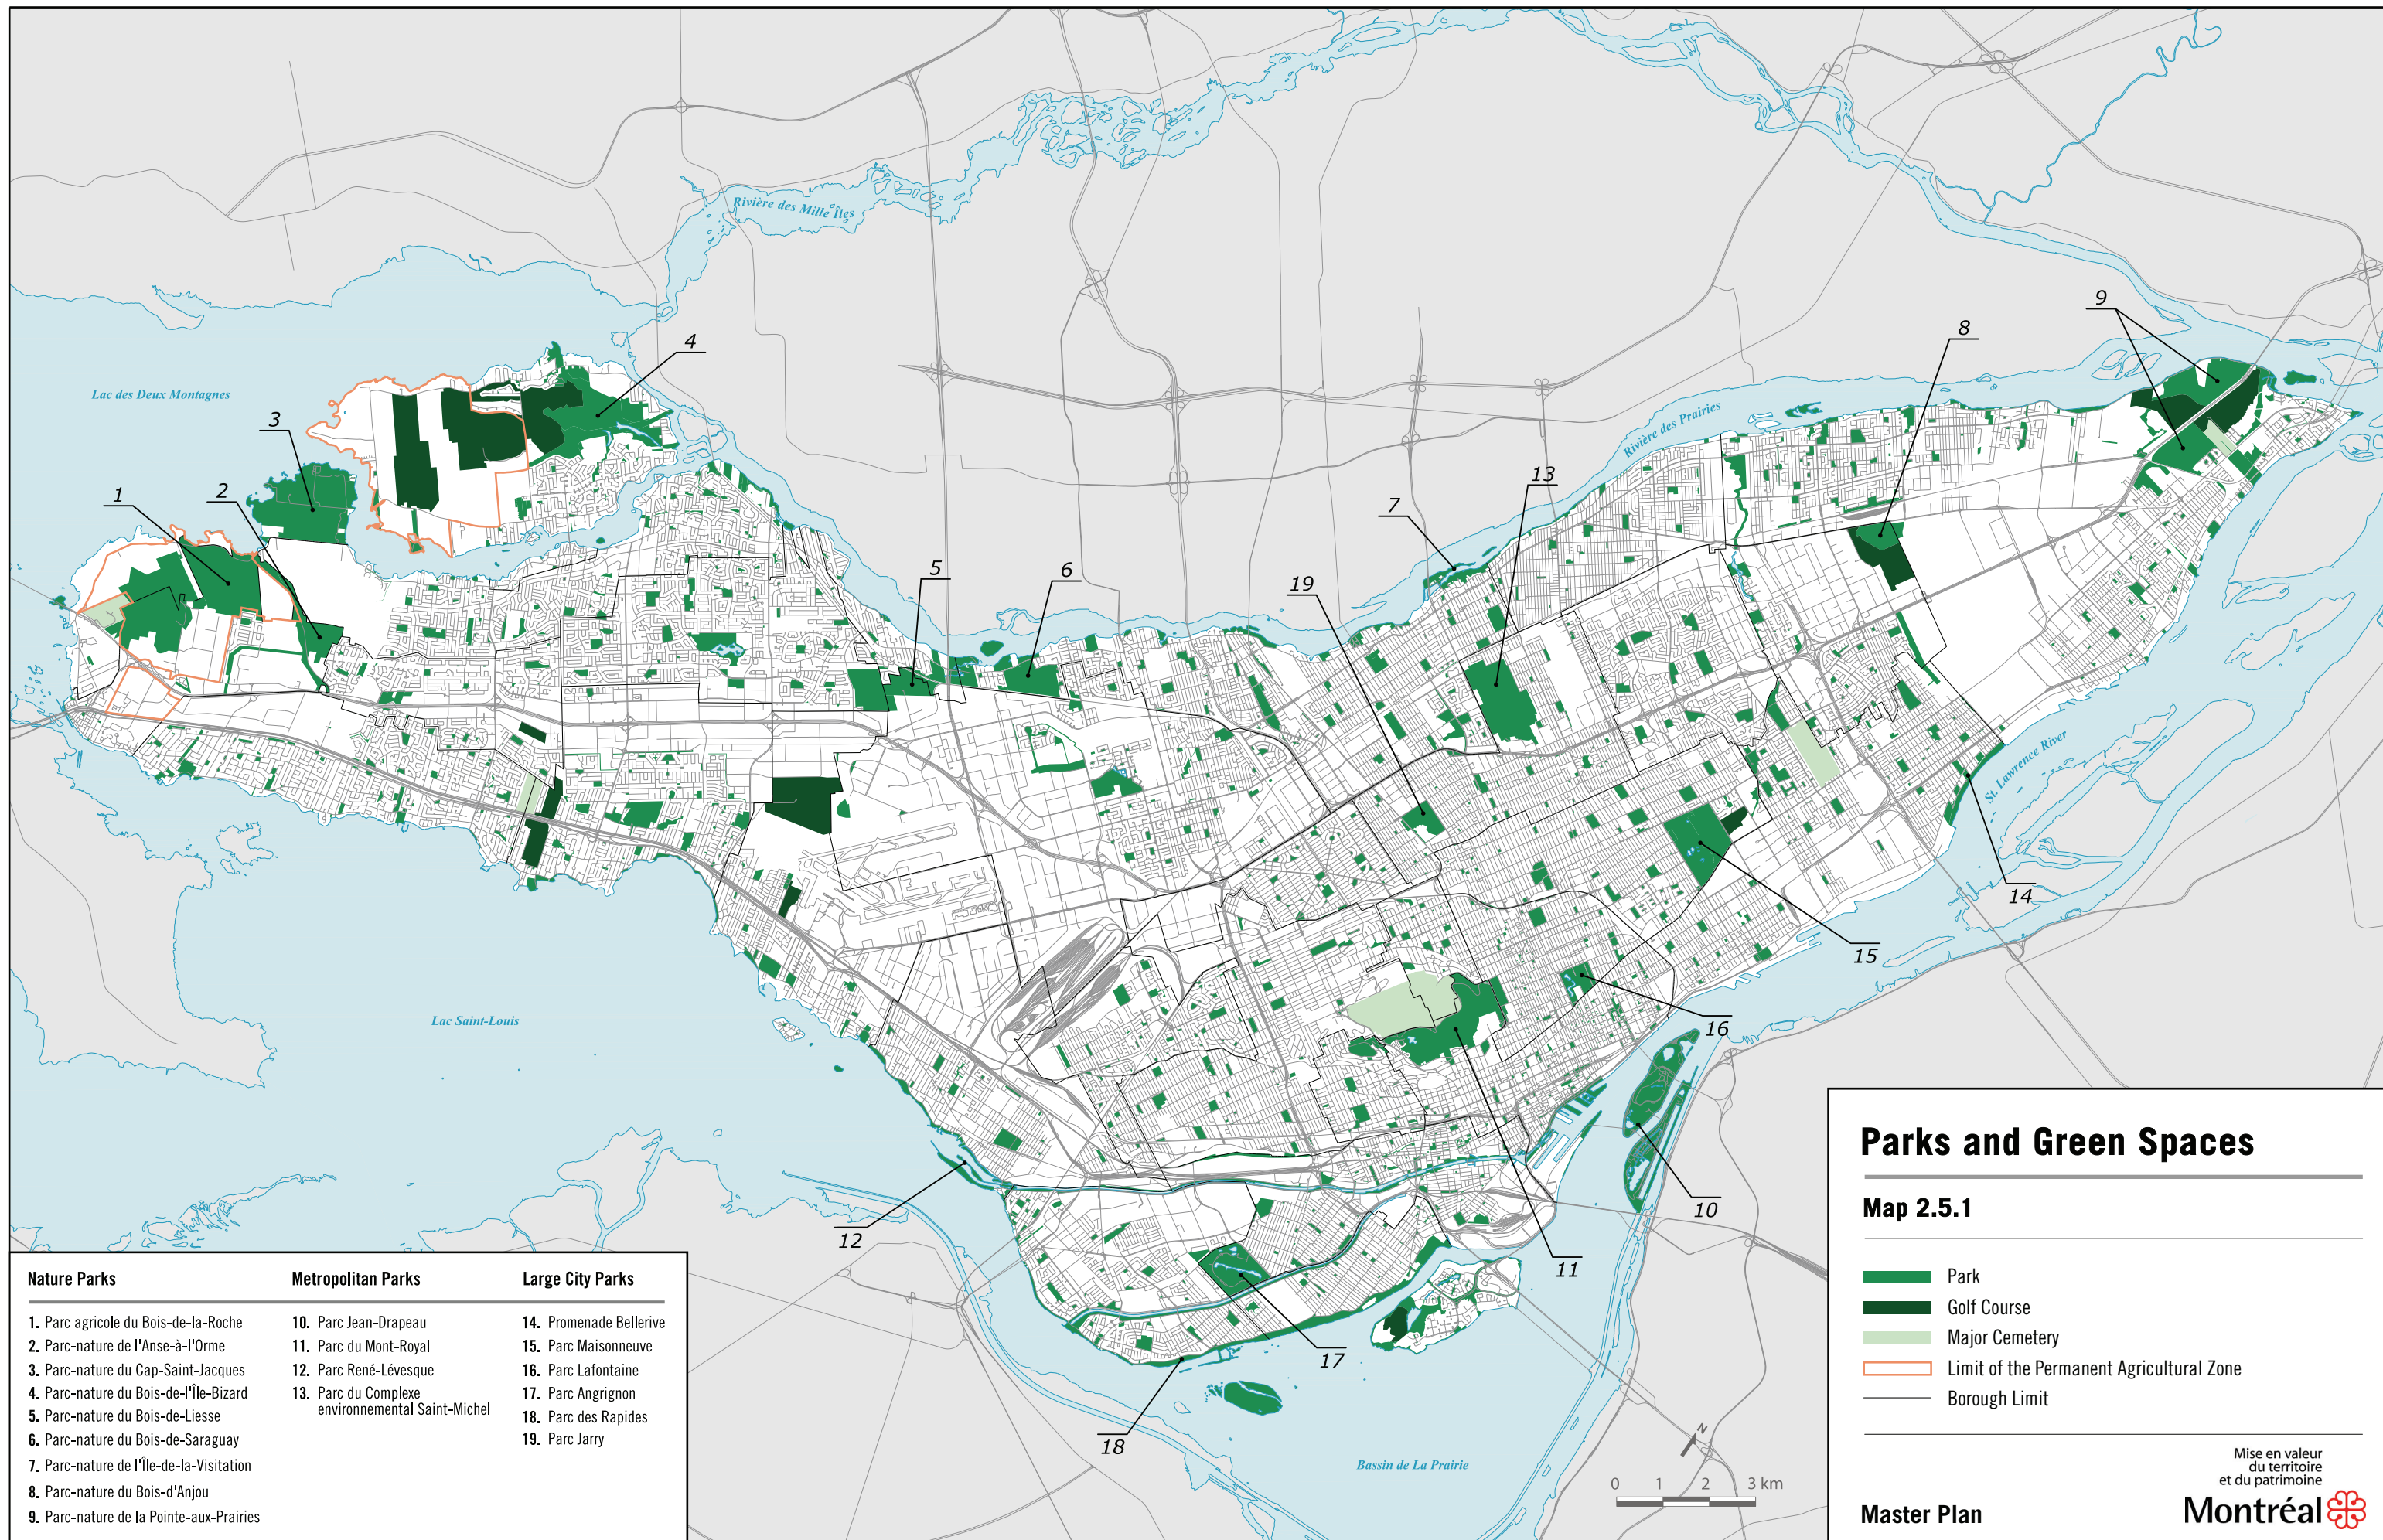 Rivière des Mille Îles
Lac des Deux Montagnes
Rivière des Prairies
St. Lawrence River
Lac Saint-Louis
Bassin de La Prairie
1
2
3
4
5
6
7
8
9
10
11
12
13
14
15
16
17
18
19
Nature Parks
1. Parc agricole du Bois-de-la-Roche
2. Parc-nature de l'Anse-à-l'Orme
3. Parc-nature du Cap-Saint-Jacques
4. Parc-nature du Bois-de-l'Île-Bizard
5. Parc-nature du Bois-de-Liesse
6. Parc-nature du Bois-de-Saraguay
7. Parc-nature de l'Île-de-la-Visitation
8. Parc-nature du Bois-d'Anjou
9. Parc-nature de la Pointe-aux-Prairies
Metropolitan Parks
10. Parc Jean-Drapeau
11. Parc du Mont-Royal
12. Parc René-Lévesque
13. Parc du Complexe
environnemental Saint-Michel
Large City Parks
14. Promenade Bellerive
15. Parc Maisonneuve
16. Parc Lafontaine
17. Parc Angrignon
18. Parc des Rapides
19. Parc Jarry
N
0 1 2 3 km
Parks and Green Spaces
Map 2.5.1
Park
Golf Course
Major Cemetery
Limit of the Permanent Agricultural Zone
Borough Limit
Mise en valeur
du territoire
et du patrimoine
Master Plan
Montréal